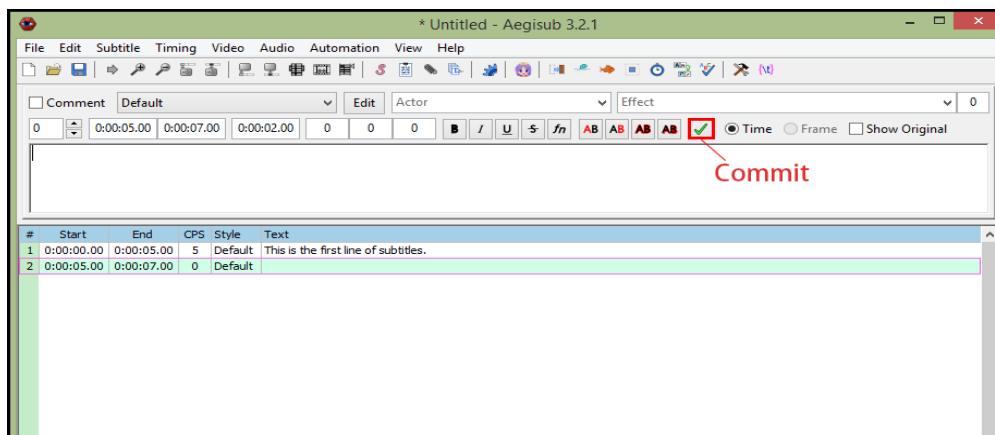 * Untitled - Aegisub 3.2.1
File Edit Subtitle Timing Video Audio Automation View Help
Comment Default Edit Actor Effect 0
0 0:00:05.00 0:00:07.00 0:00:02.00 0 0 0 B I U S fn AB AB AB AB Time Frame Show Original
Commit
# Start End CPS Style Text
1 0:00:00.00 0:00:05.00 5 Default This is the first line of subtitles.
2 0:00:05.00 0:00:07.00 0 Default